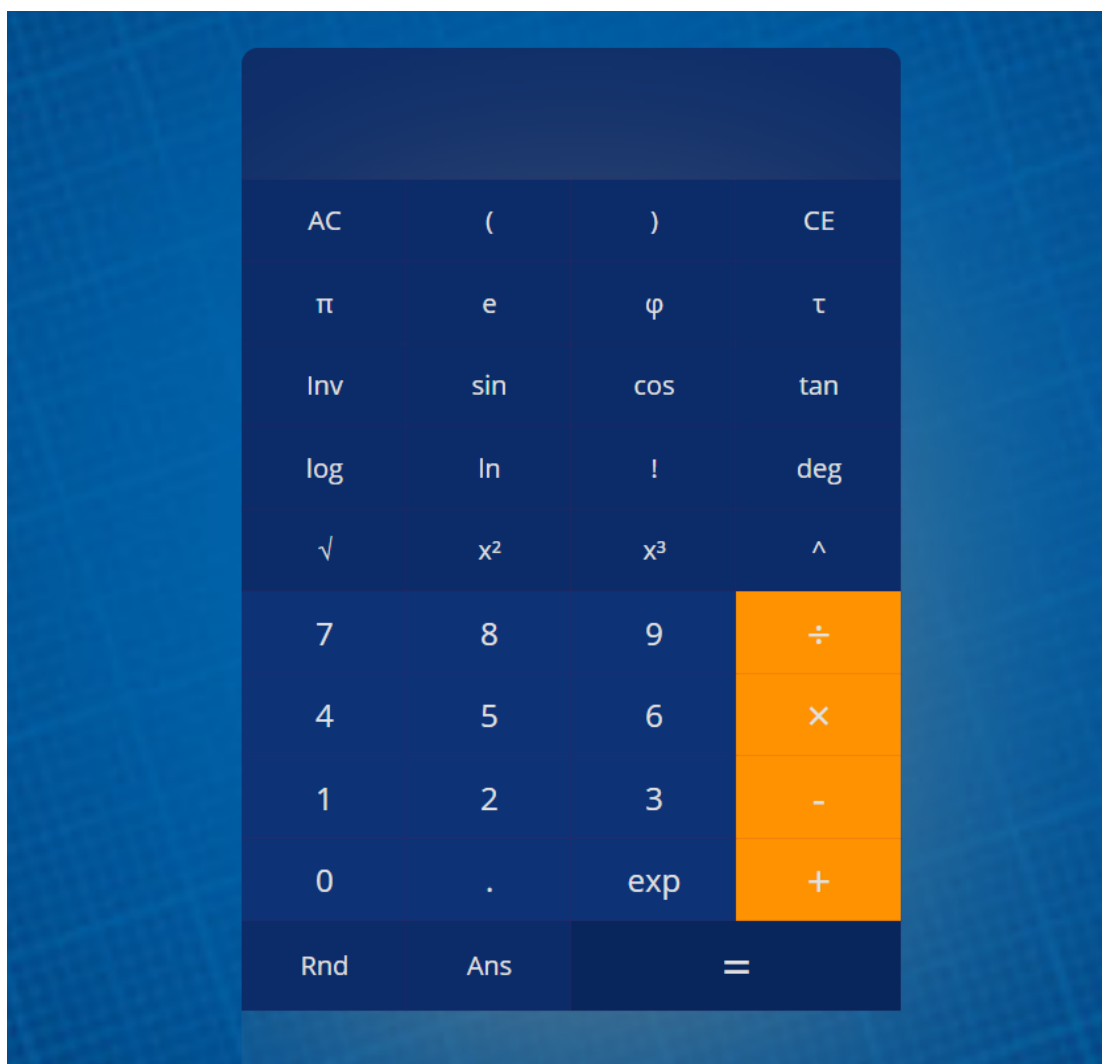 AC ( ) CE
π e φ τ
Inv sin cos tan
log ln ! deg
√ x² x³ ^
7 8 9 ÷
4 5 6 ×
1 2 3 -
0 . exp +
Rnd Ans =